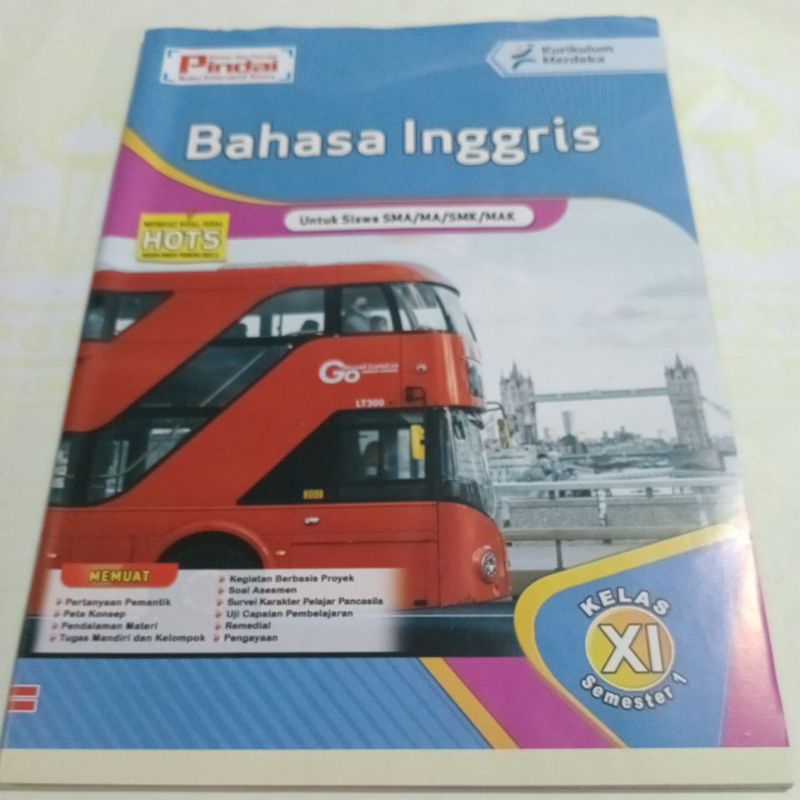 Pindai
Kurikulum
Merdeka
Bahasa Inggris
Untuk Siswa SMA/MA/SMK/MAK
HOTS
Go
LT300
202
MEMUAT
Pertanyaan Pemantik
Peta Konsep
Pendalaman Materi
Tugas Mandiri dan Kelompok
Kegiatan Berbasis Proyek
Soal Asesmen
Survei Karakter Pelajar Pancasila
Uji Capaian Pembelajaran
Remedial
Pengayaan
KELAS
XI
Semester 1